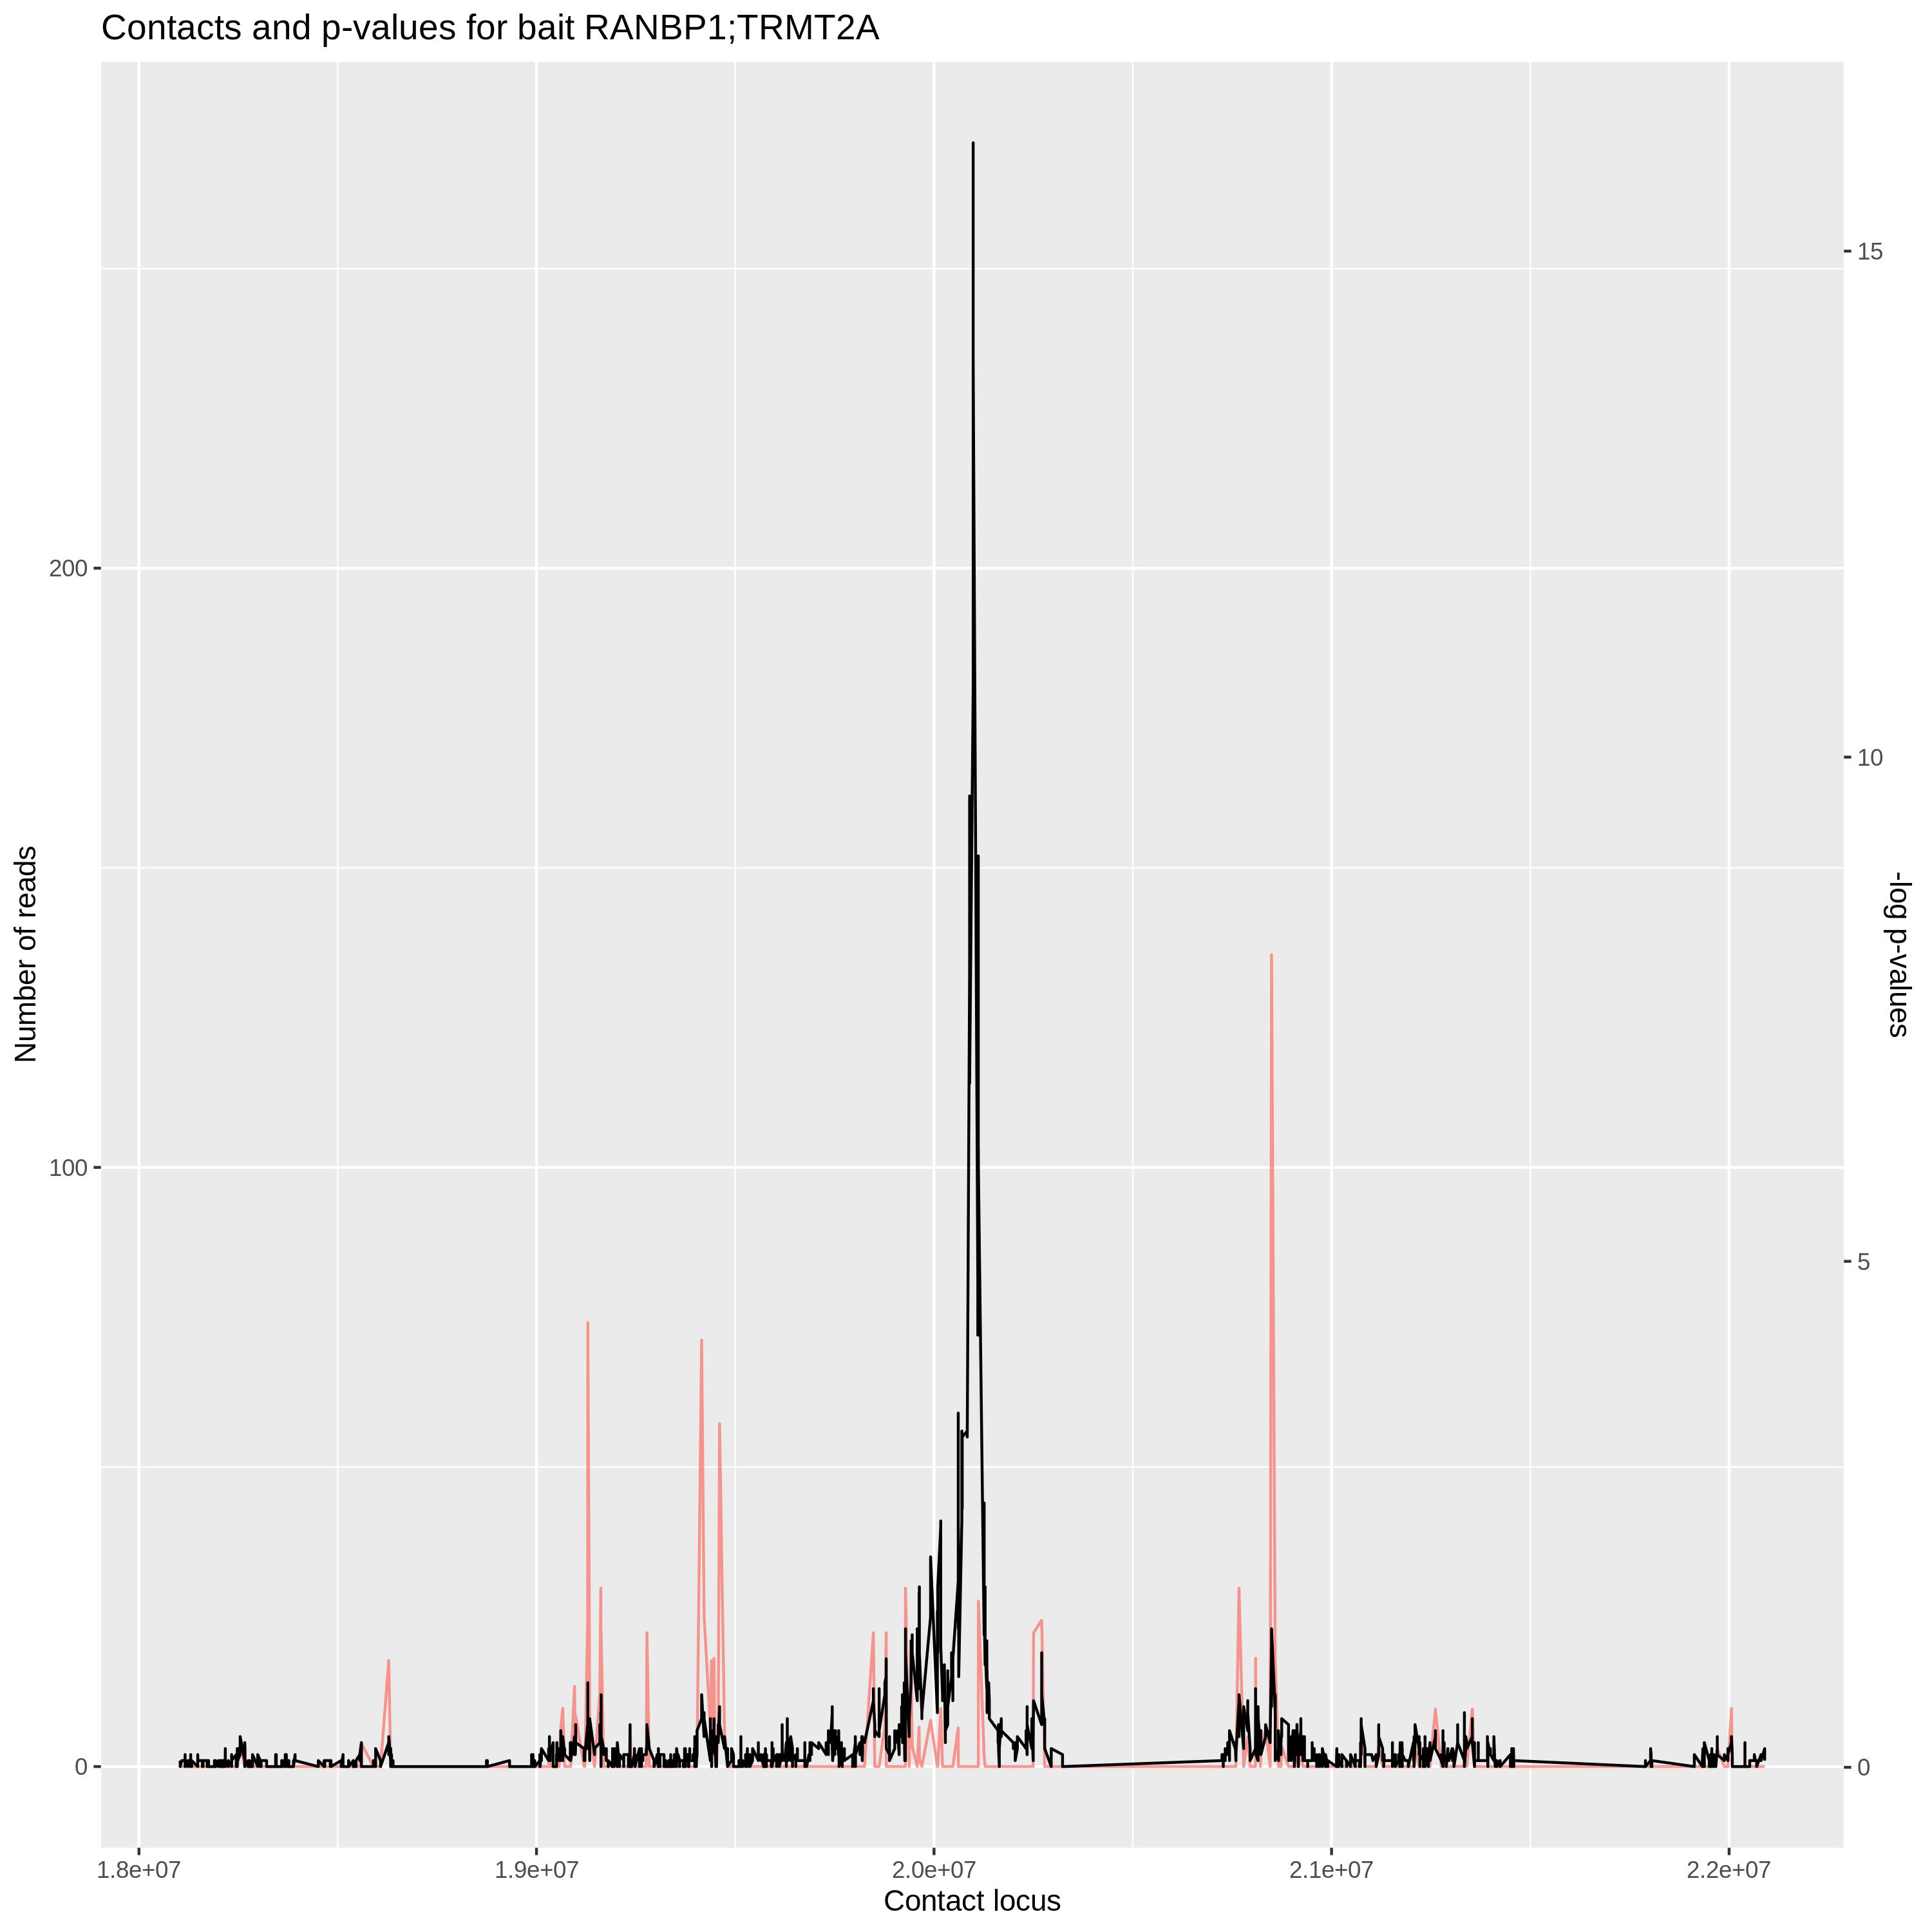 Contacts and p-values for bait RANBP1;TRMT2A
Number of reads
200
100
0
15
10
5
0
-log p-values
1.8e+07
1.9e+07
2.0e+07
2.1e+07
2.2e+07
Contact locus